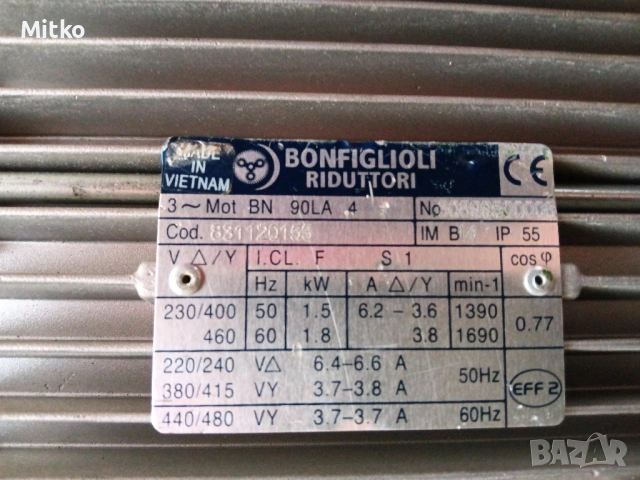 Mitko
MADE IN VIETNAM
BONFIGLIOLI
RIDUTTORI
CE
3~Mot BN 90LA 4 No
Cod. 831120153 IM B IP 55
V △/Y I.CL. F S 1 cos φ
Hz kW A △/Y min-1
230/400 50 1.5 6.2 – 3.6 1390
460 60 1.8 3.8 1690
0.77
220/240 V△ 6.4–6.6 A
380/415 VY 3.7–3.8 A 50Hz
EFF 2
440/480 VY 3.7–3.7 A 60Hz
BAZAR